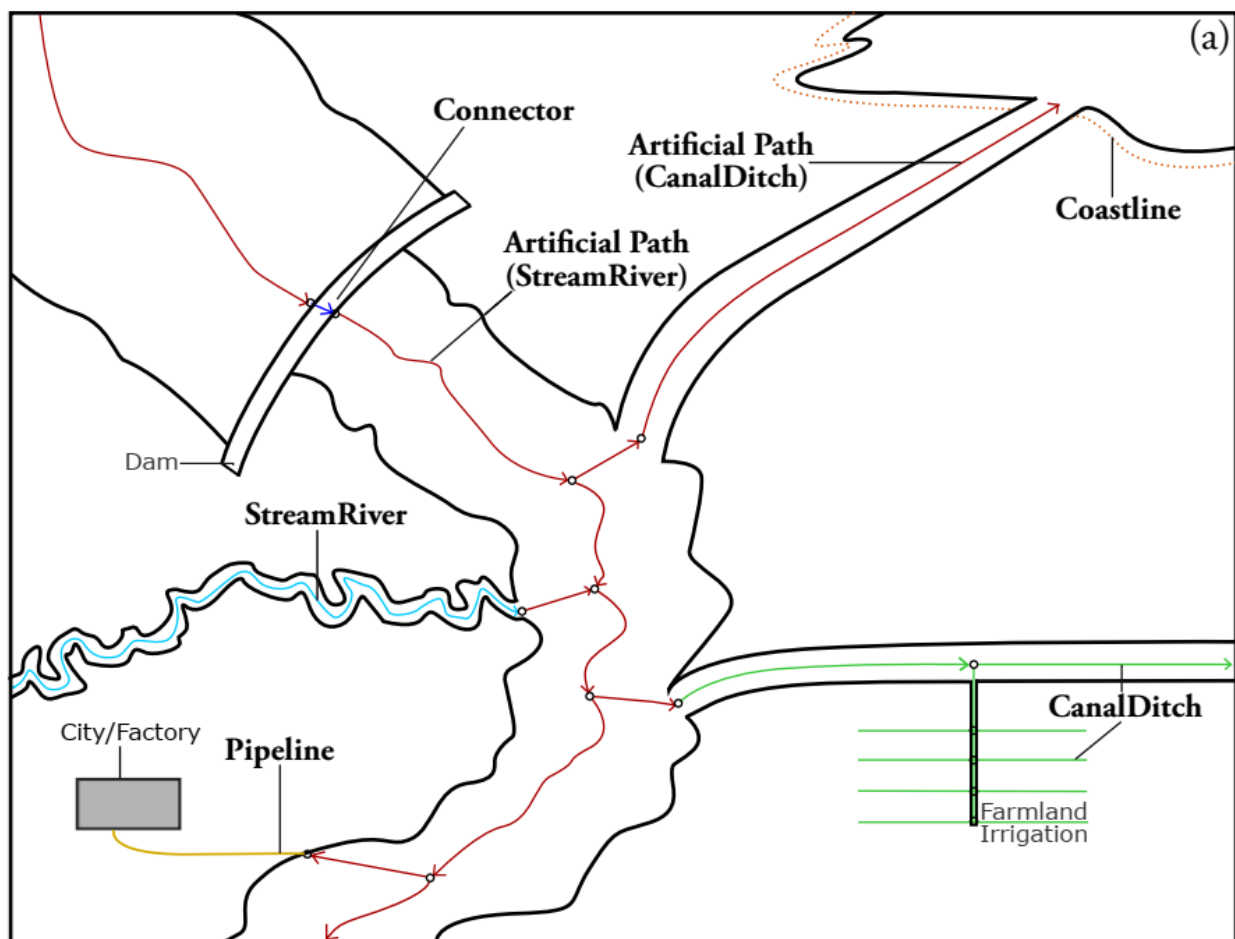 (a)
Connector
Artificial Path
(CanalDitch)
Coastline
Artificial Path
(StreamRiver)
Dam
StreamRiver
City/Factory
Pipeline
CanalDitch
Farmland
Irrigation